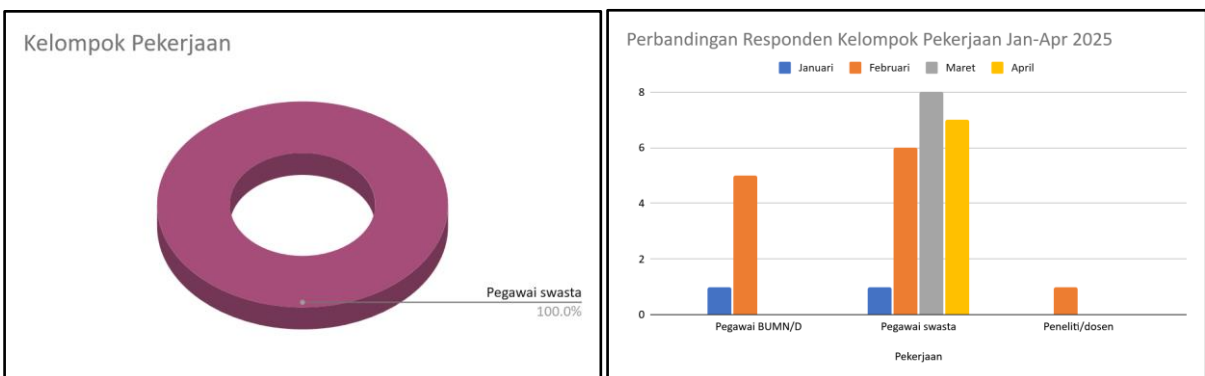 Kelompok Pekerjaan
Pegawai swasta
100.0%
Perbandingan Responden Kelompok Pekerjaan Jan-Apr 2025
Januari Februari Maret April
8
6
4
2
0
Pegawai BUMN/D Pegawai swasta Peneliti/dosen
Pekerjaan